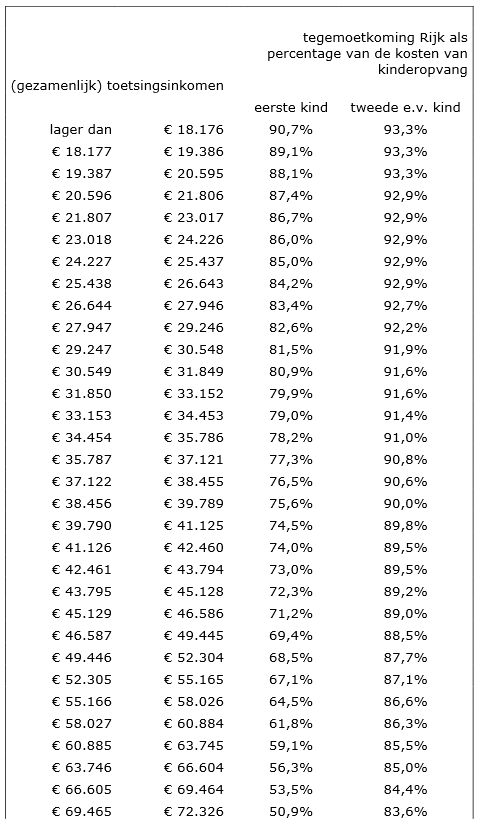 tegemoetkoming Rijk als
percentage van de kosten van
kinderopvang
(gezamenlijk) toetsingsinkomen
eerste kind tweede e.v. kind
lager dan € 18.176 90,7% 93,3%
€ 18.177 € 19.386 89,1% 93,3%
€ 19.387 € 20.595 88,1% 93,3%
€ 20.596 € 21.806 87,4% 92,9%
€ 21.807 € 23.017 86,7% 92,9%
€ 23.018 € 24.226 86,0% 92,9%
€ 24.227 € 25.437 85,0% 92,9%
€ 25.438 € 26.643 84,2% 92,9%
€ 26.644 € 27.946 83,4% 92,7%
€ 27.947 € 29.246 82,6% 92,2%
€ 29.247 € 30.548 81,5% 91,9%
€ 30.549 € 31.849 80,9% 91,6%
€ 31.850 € 33.152 79,9% 91,6%
€ 33.153 € 34.453 79,0% 91,4%
€ 34.454 € 35.786 78,2% 91,0%
€ 35.787 € 37.121 77,3% 90,8%
€ 37.122 € 38.455 76,5% 90,6%
€ 38.456 € 39.789 75,6% 90,0%
€ 39.790 € 41.125 74,5% 89,8%
€ 41.126 € 42.460 74,0% 89,5%
€ 42.461 € 43.794 73,0% 89,5%
€ 43.795 € 45.128 72,3% 89,2%
€ 45.129 € 46.586 71,2% 89,0%
€ 46.587 € 49.445 69,4% 88,5%
€ 49.446 € 52.304 68,5% 87,7%
€ 52.305 € 55.165 67,1% 87,1%
€ 55.166 € 58.026 64,5% 86,6%
€ 58.027 € 60.884 61,8% 86,3%
€ 60.885 € 63.745 59,1% 85,5%
€ 63.746 € 66.604 56,3% 85,0%
€ 66.605 € 69.464 53,5% 84,4%
€ 69.465 € 72.326 50,9% 83,6%